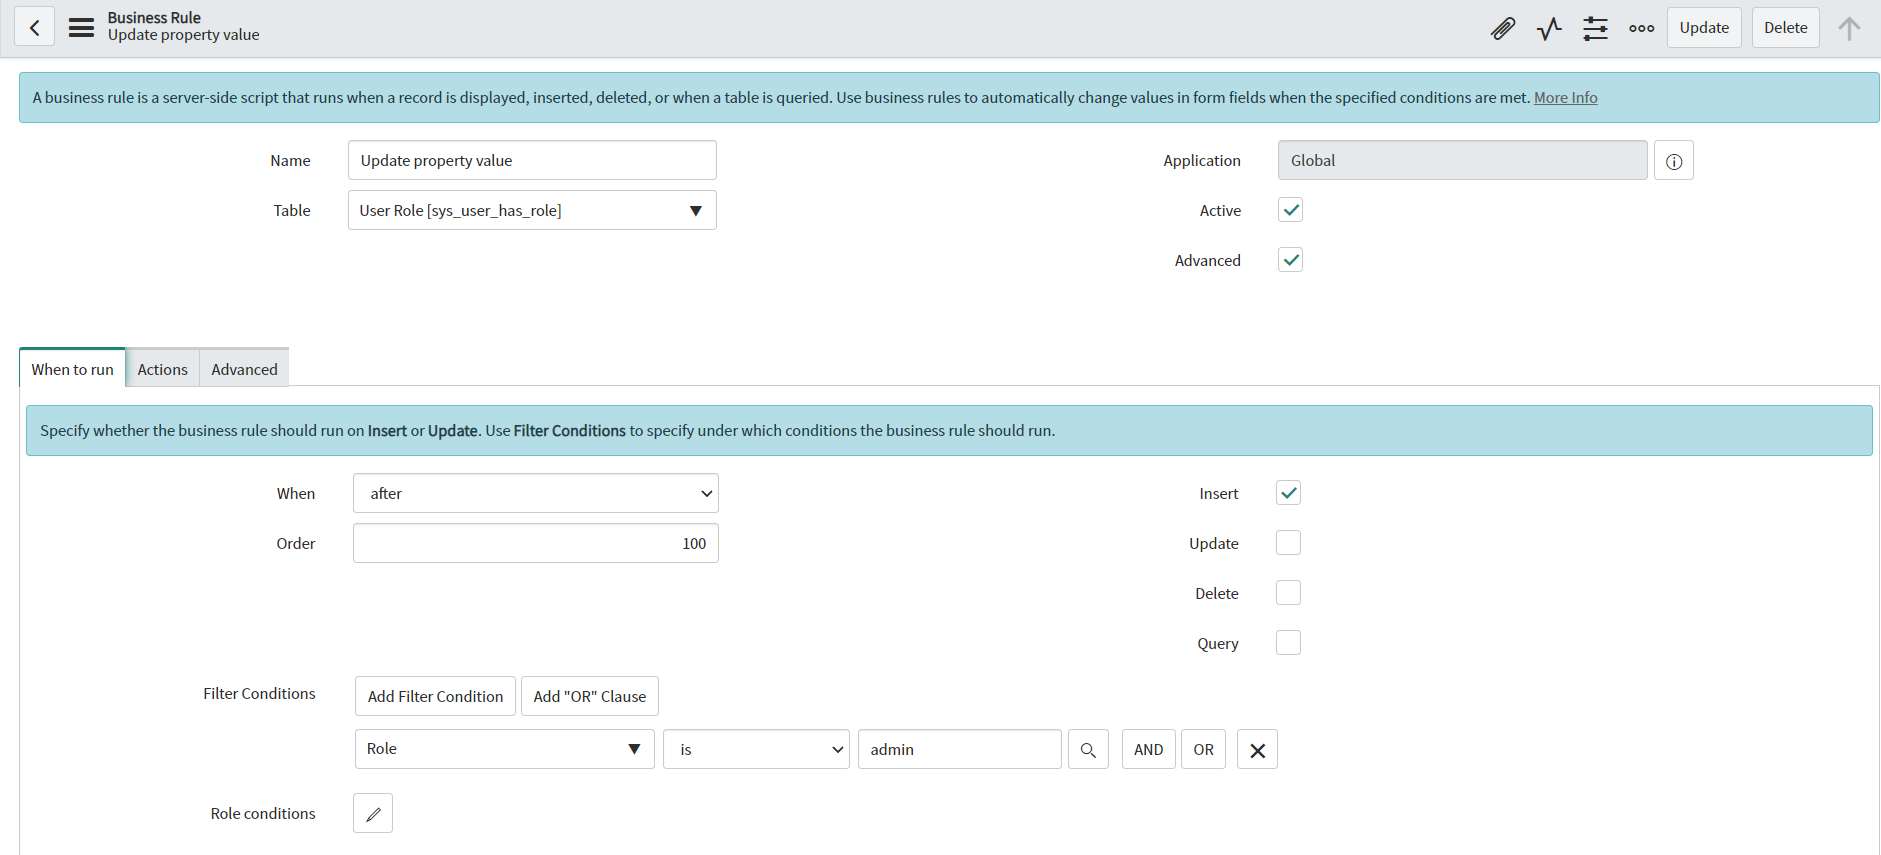 Business Rule
Update property value
Update
Delete
A business rule is a server-side script that runs when a record is displayed, inserted, deleted, or when a table is queried. Use business rules to automatically change values in form fields when the specified conditions are met. More Info
Name
Update property value
Application
Global
Table
User Role [sys_user_has_role]
Active
Advanced
When to run
Actions
Advanced
Specify whether the business rule should run on Insert or Update. Use Filter Conditions to specify under which conditions the business rule should run.
When
after
Insert
Order
100
Update
Delete
Query
Filter Conditions
Add Filter Condition
Add "OR" Clause
Role
is
admin
AND
OR
Role conditions